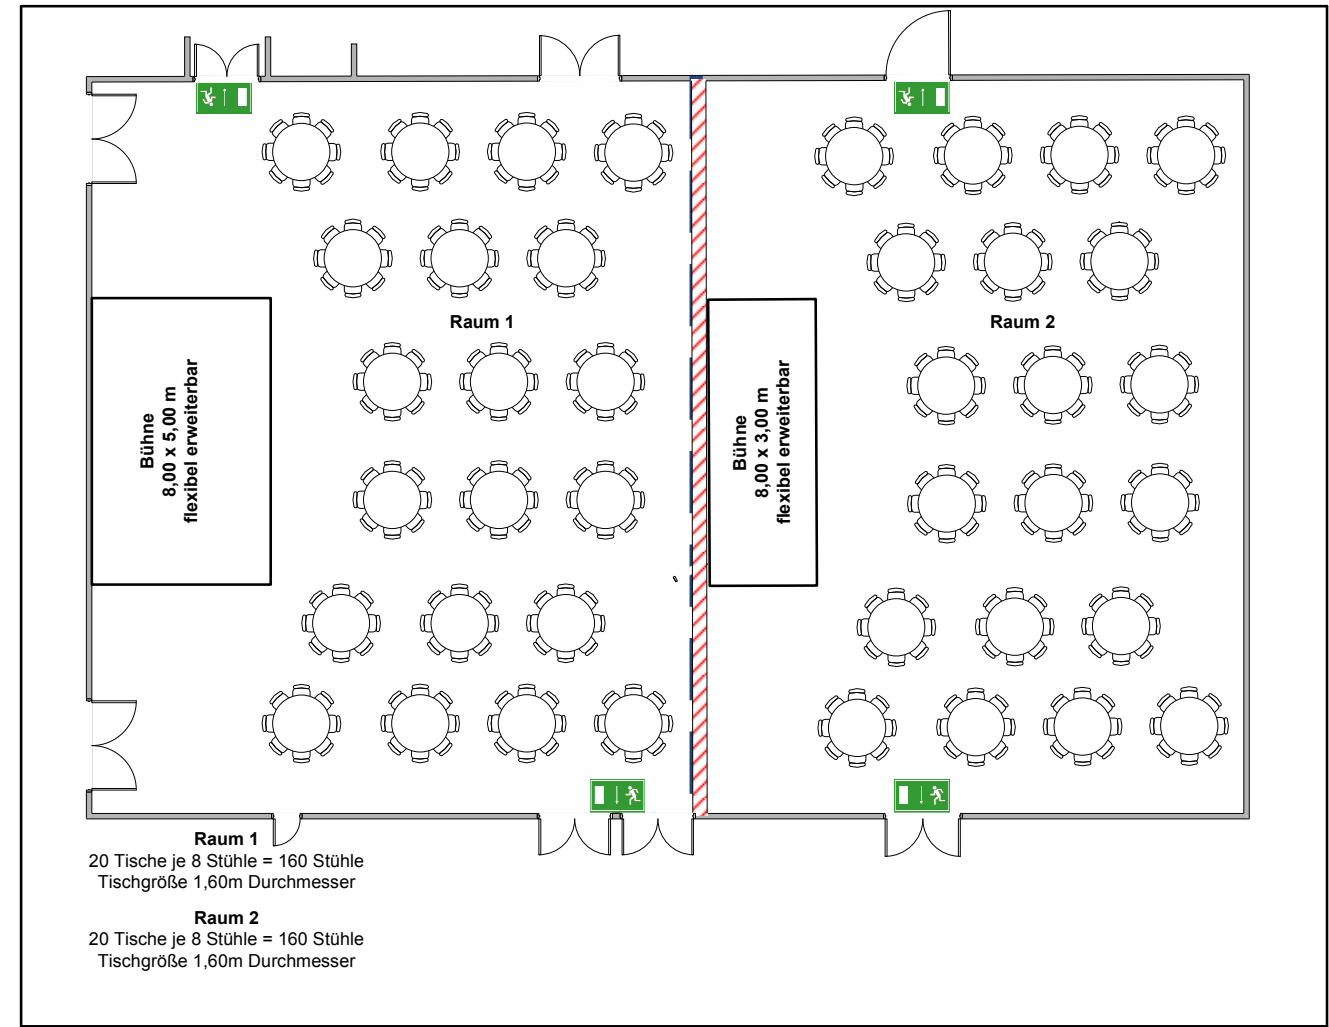 Raum 1
Raum 2
Bühne
8,00 x 5,00 m
flexibel erweiterbar
Bühne
8,00 x 3,00 m
flexibel erweiterbar
Raum 1
20 Tische je 8 Stühle = 160 Stühle
Tischgröße 1,60m Durchmesser
Raum 2
20 Tische je 8 Stühle = 160 Stühle
Tischgröße 1,60m Durchmesser